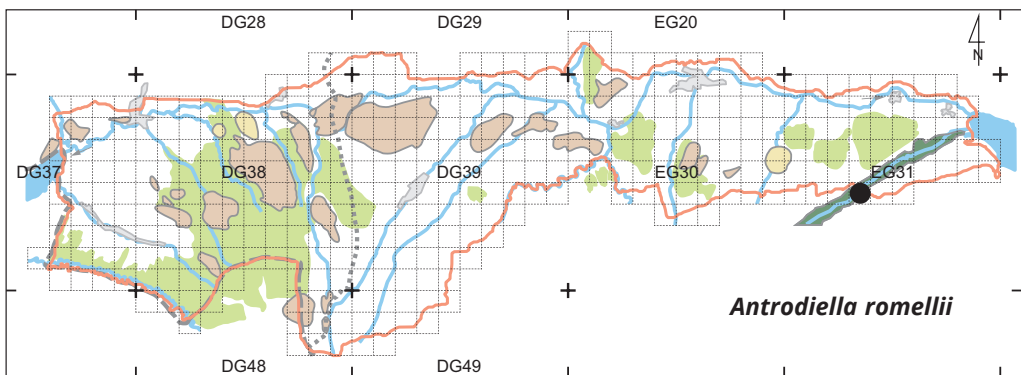 DG28 DG29 EG20
N
DG37 DG38 DG39 EG30 EG31
Antrodiella romellii
DG48 DG49